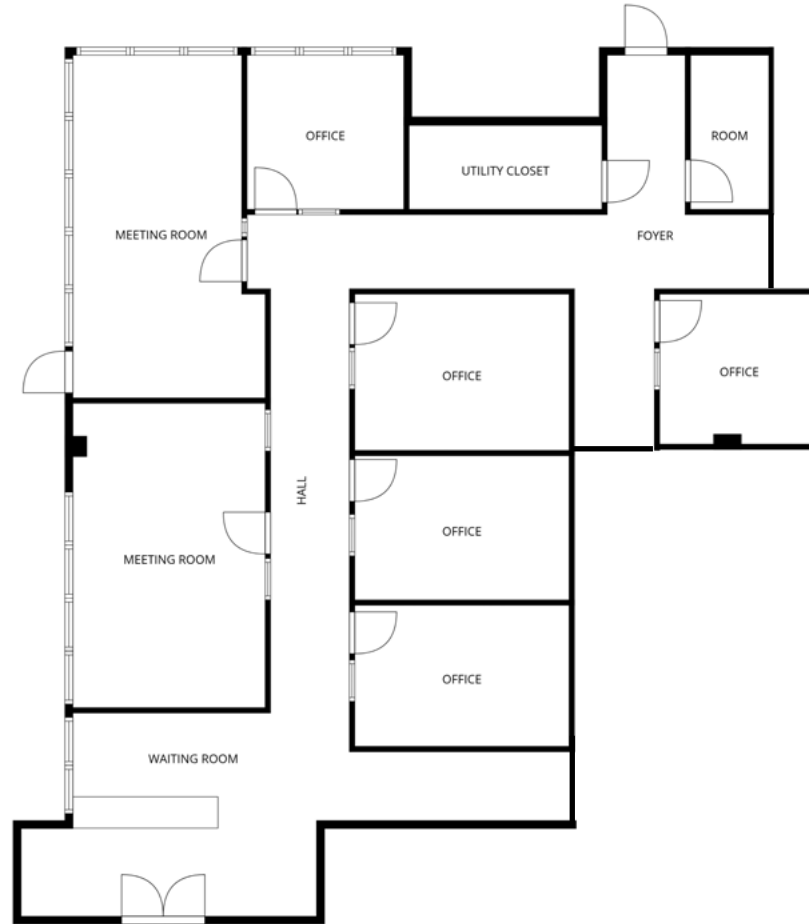 OFFICE
ROOM
UTILITY CLOSET
MEETING ROOM
FOYER
OFFICE
OFFICE
HALL
OFFICE
MEETING ROOM
OFFICE
WAITING ROOM